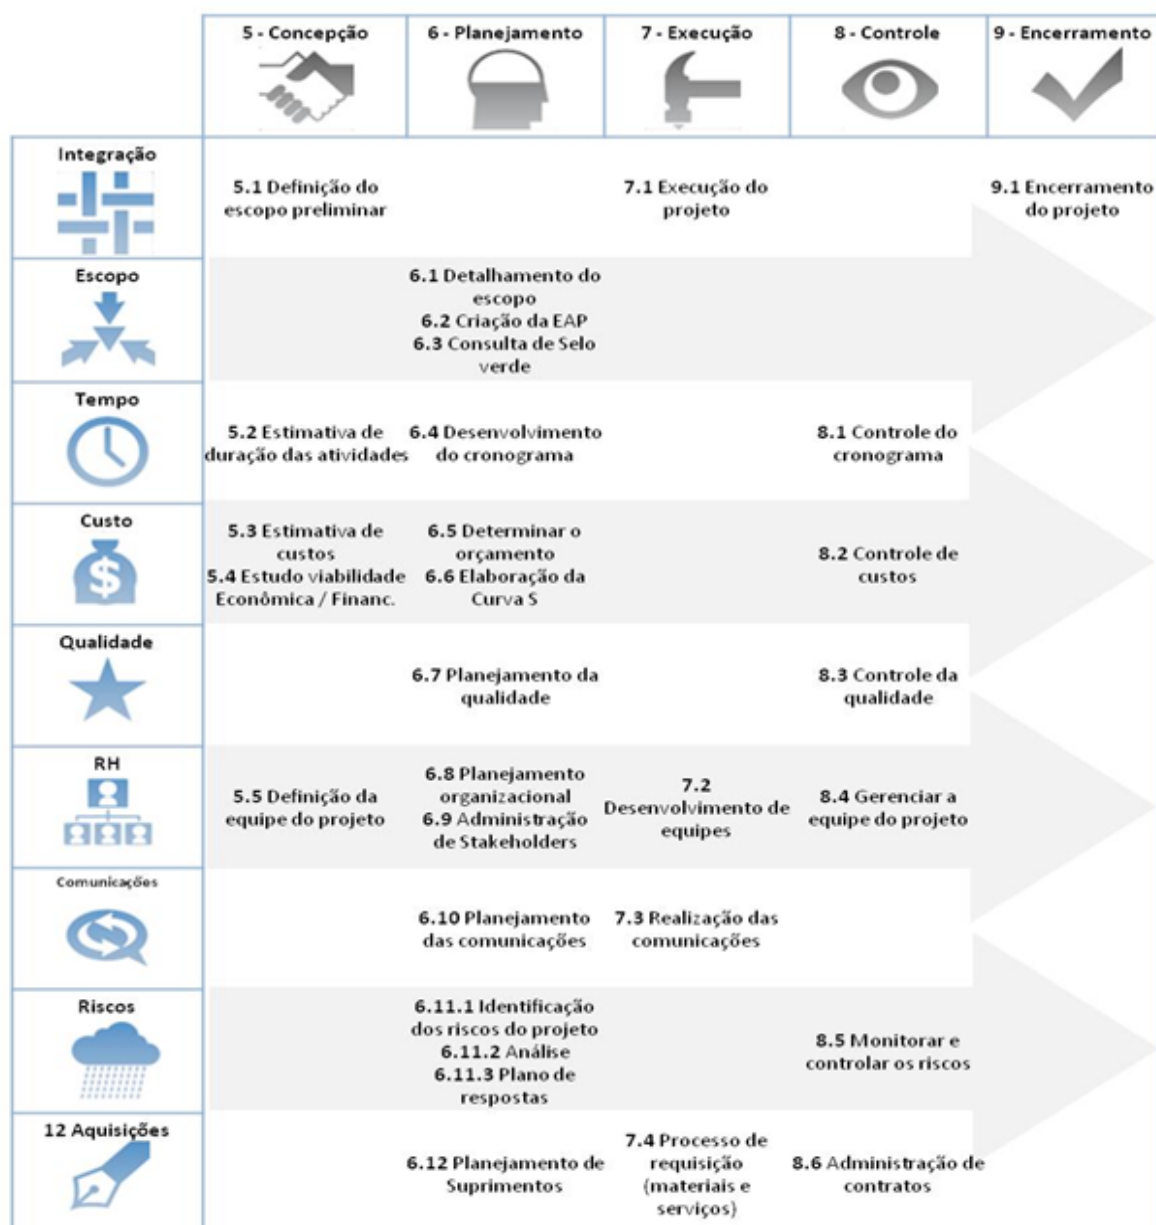 5 - Concepção
6 - Planejamento
7 - Execução
8 - Controle
9 - Encerramento
Integração
5.1 Definição do
escopo preliminar
7.1 Execução do
projeto
9.1 Encerramento
do projeto
Escopo
6.1 Detalhamento do
escopo
6.2 Criação da EAP
6.3 Consulta de Selo
verde
Tempo
5.2 Estimativa de
duração das atividades
6.4 Desenvolvimento
do cronograma
8.1 Controle do
cronograma
Custo
$
5.3 Estimativa de
custos
5.4 Estudo viabilidade
Econômica / Financ.
6.5 Determinar o
orçamento
6.6 Elaboração da
Curva S
8.2 Controle de
custos
Qualidade
6.7 Planejamento da
qualidade
8.3 Controle da
qualidade
RH
5.5 Definição da
equipe do projeto
6.8 Planejamento
organizacional
6.9 Administração
de Stakeholders
7.2
Desenvolvimento de
equipes
8.4 Gerenciar a
equipe do projeto
Comunicações
6.10 Planejamento
das comunicações
7.3 Realização das
comunicações
Riscos
6.11.1 Identificação
dos riscos do projeto
6.11.2 Análise
6.11.3 Plano de
respostas
8.5 Monitorar e
controlar os riscos
12 Aquisições
6.12 Planejamento de
Suprimentos
7.4 Processo de
requisição
(materiais e
serviços)
8.6 Administração de
contratos